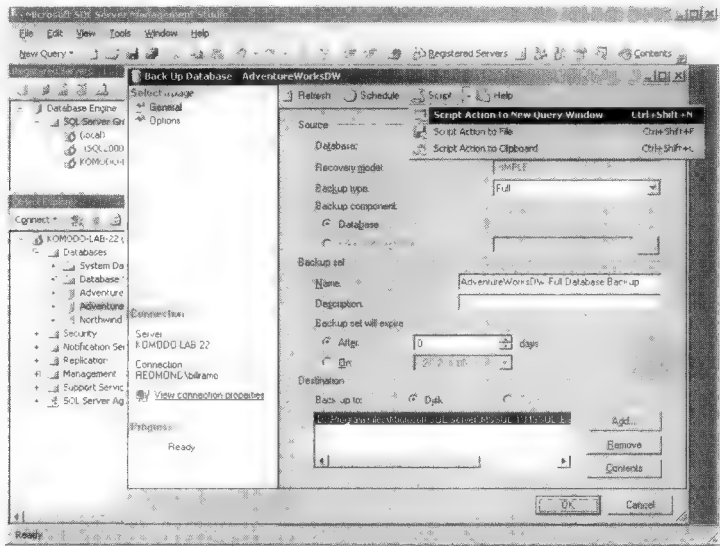 Microsoft SQL Server Management Studio
File Edit View Tools Window Help
New Query Registered Servers Contents
Registered Servers
Database Engine
SQL Server Gr
(local)
Back Up Database AdventureWorksDW
Select a page
General
Options
Refresh Schedule Script Help
Script Action to New Query Window Ctrl+Shift+N
Script Action to File Ctrl+Shift+F
Script Action to Clipboard
Source
Database:
Recovery model:
SIMPLE
Backup type:
Full
Backup component:
Database
Backup set
Name:
AdventureWorksDW-Full Database Backup
Description:
Backup set will expire
After:
0
days
On:
Destination
Back up to:
Disk
Add...
Remove
Contents
Connect
KOMODO-LAB-22 (
Databases
System Da
Database
Adventure
Adventure
Northwind
Security
Notification Ser
Replication
Management
Support Servic
SQL Server Ag
Connection
Server
KOMODO-LAB-22
Connection
REDMOND\billramo
View connection properties
Progress
Ready
OK
Cancel
Ready